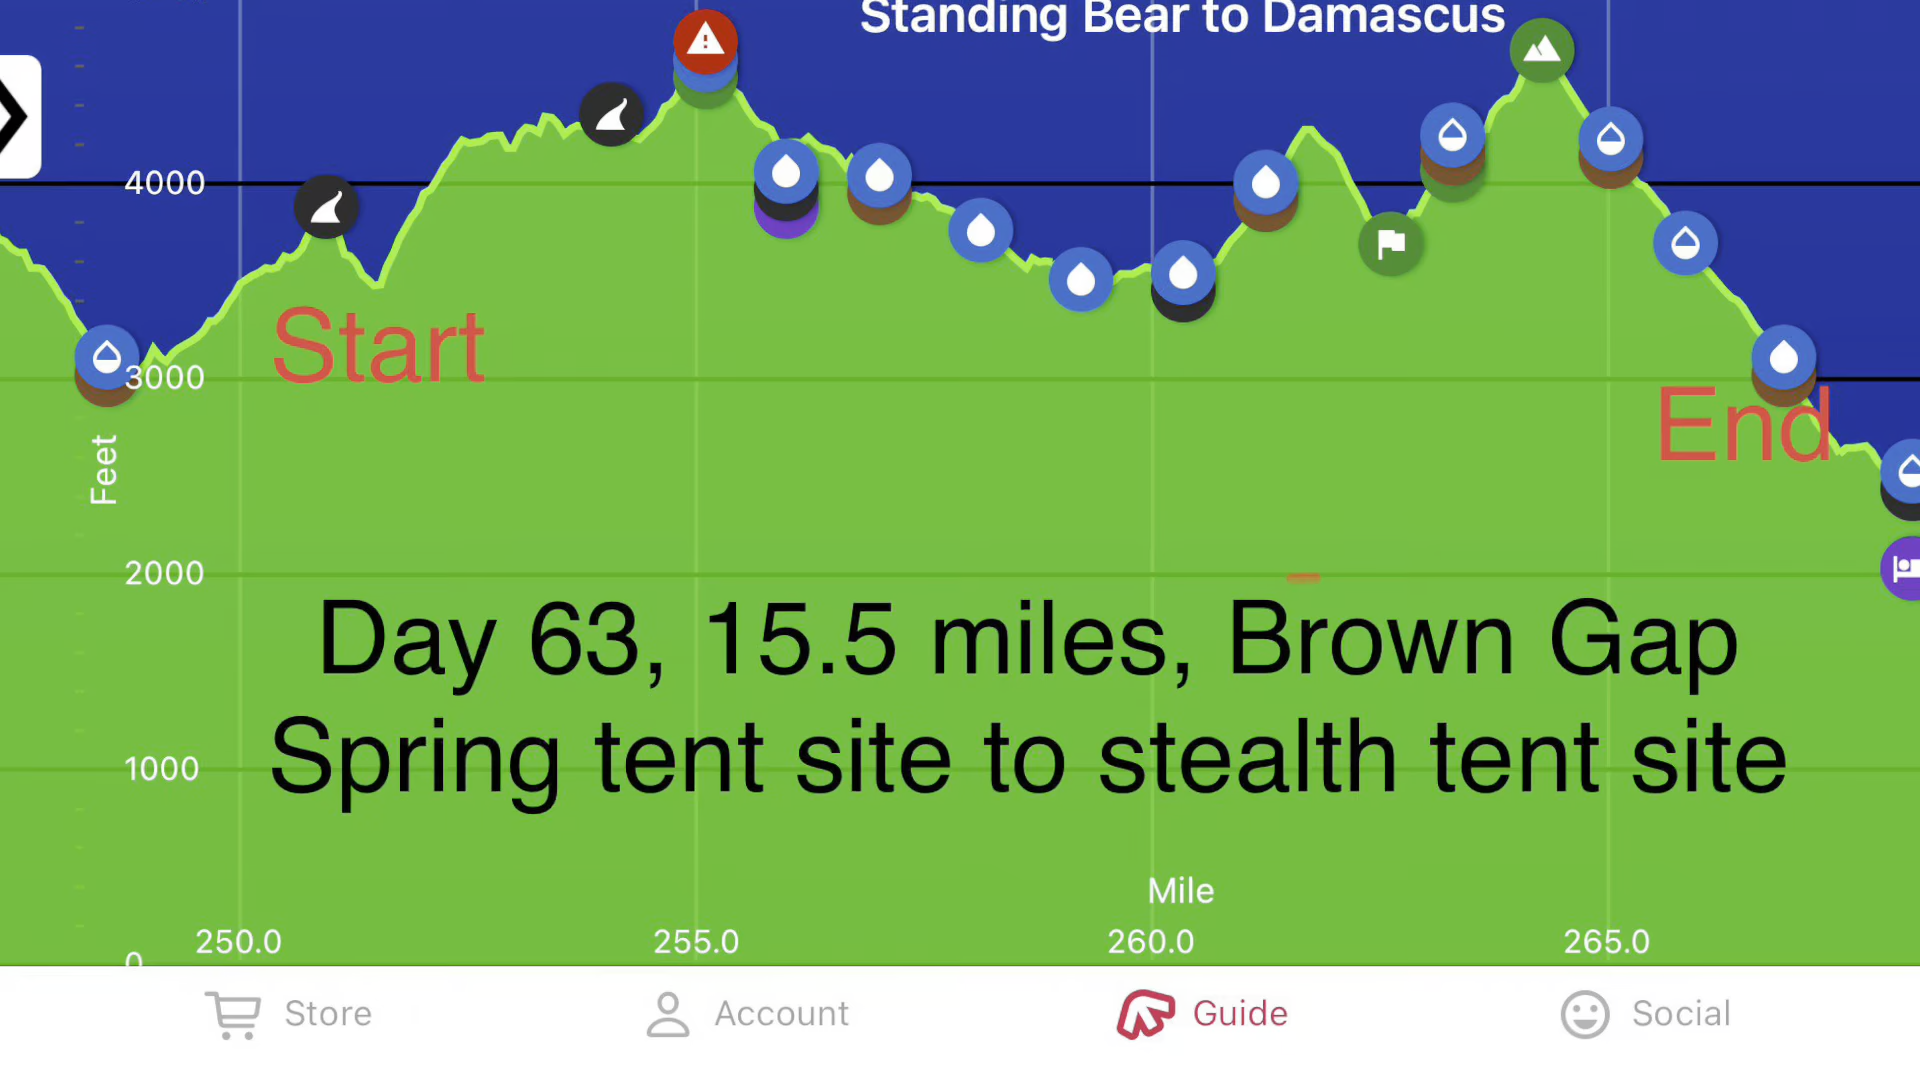 Standing Bear to Damascus
4000
3000
2000
1000
0
Feet
Start
End
Day 63, 15.5 miles, Brown Gap
Spring tent site to stealth tent site
Mile
250.0
255.0
260.0
265.0
Store
Account
Guide
Social